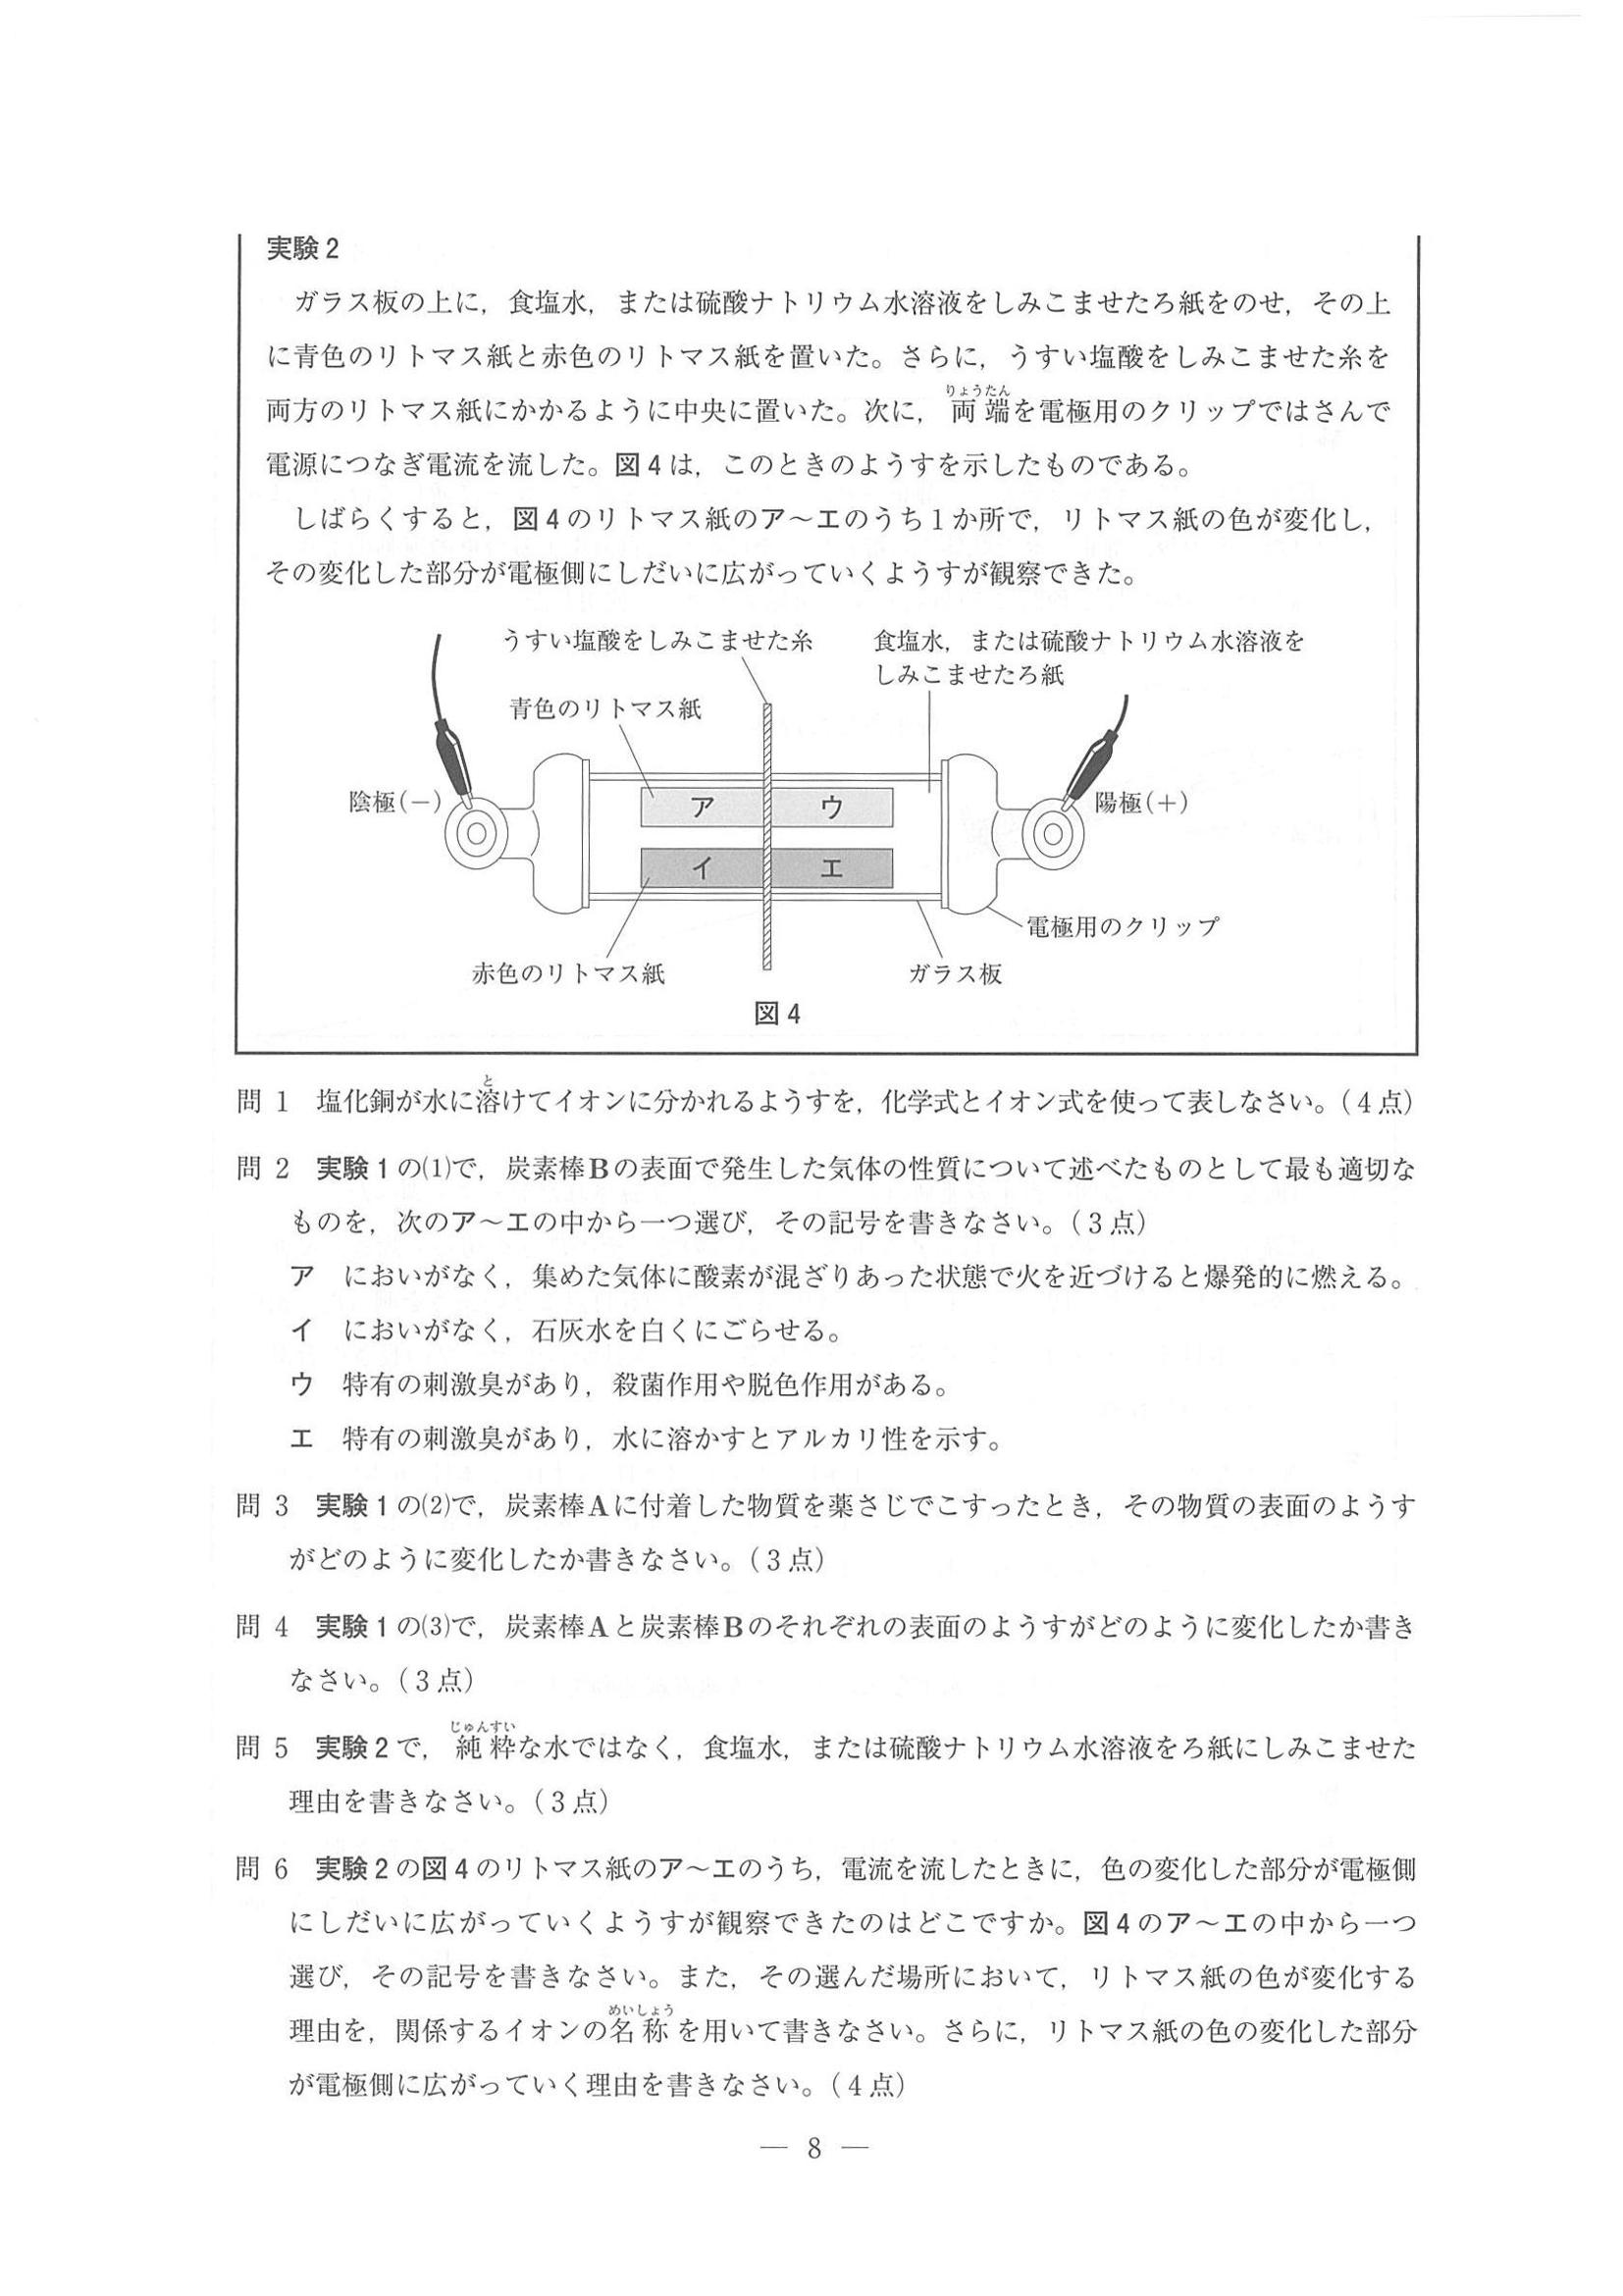 実験2
ガラス板の上に，食塩水，または硫酸ナトリウム水溶液をしみこませたろ紙をのせ，その上
に青色のリトマス紙と赤色のリトマス紙を置いた。さらに，うすい塩酸をしみこませた糸を
りょうたん
両方のリトマス紙にかかるように中央に置いた。次に，両端を電極用のクリップではさんで
電源につなぎ電流を流した。図4は，このときのようすを示したものである。
しばらくすると，図4のリトマス紙のア～エのうち1か所で，リトマス紙の色が変化し，
その変化した部分が電極側にしだいに広がっていくようすが観察できた。
うすい塩酸をしみこませた糸
食塩水，または硫酸ナトリウム水溶液を
しみこませたろ紙
青色のリトマス紙
陰極(－)
ア
ウ
陽極(＋)
イ
エ
電極用のクリップ
赤色のリトマス紙
ガラス板
図4
と
問1 塩化銅が水に溶けてイオンに分かれるようすを，化学式とイオン式を使って表しなさい。(4点)
問2 実験1の(1)で，炭素棒Bの表面で発生した気体の性質について述べたものとして最も適切な
ものを，次のア～エの中から一つ選び，その記号を書きなさい。(3点)
ア においがなく，集めた気体に酸素が混ざりあった状態で火を近づけると爆発的に燃える。
イ においがなく，石灰水を白くにごらせる。
ウ 特有の刺激臭があり，殺菌作用や脱色作用がある。
エ 特有の刺激臭があり，水に溶かすとアルカリ性を示す。
問3 実験1の(2)で，炭素棒Aに付着した物質を薬さじでこすったとき，その物質の表面のようす
がどのように変化したか書きなさい。(3点)
問4 実験1の(3)で，炭素棒Aと炭素棒Bのそれぞれの表面のようすがどのように変化したか書き
なさい。(3点)
じゅんすい
問5 実験2で，純粋な水ではなく，食塩水，または硫酸ナトリウム水溶液をろ紙にしみこませた
理由を書きなさい。(3点)
問6 実験2の図4のリトマス紙のア～エのうち，電流を流したときに，色の変化した部分が電極側
にしだいに広がっていくようすが観察できたのはどこですか。図4のア～エの中から一つ
選び，その記号を書きなさい。また，その選んだ場所において，リトマス紙の色が変化する
めいしょう
理由を，関係するイオンの名称を用いて書きなさい。さらに，リトマス紙の色の変化した部分
が電極側に広がっていく理由を書きなさい。(4点)
— 8 —